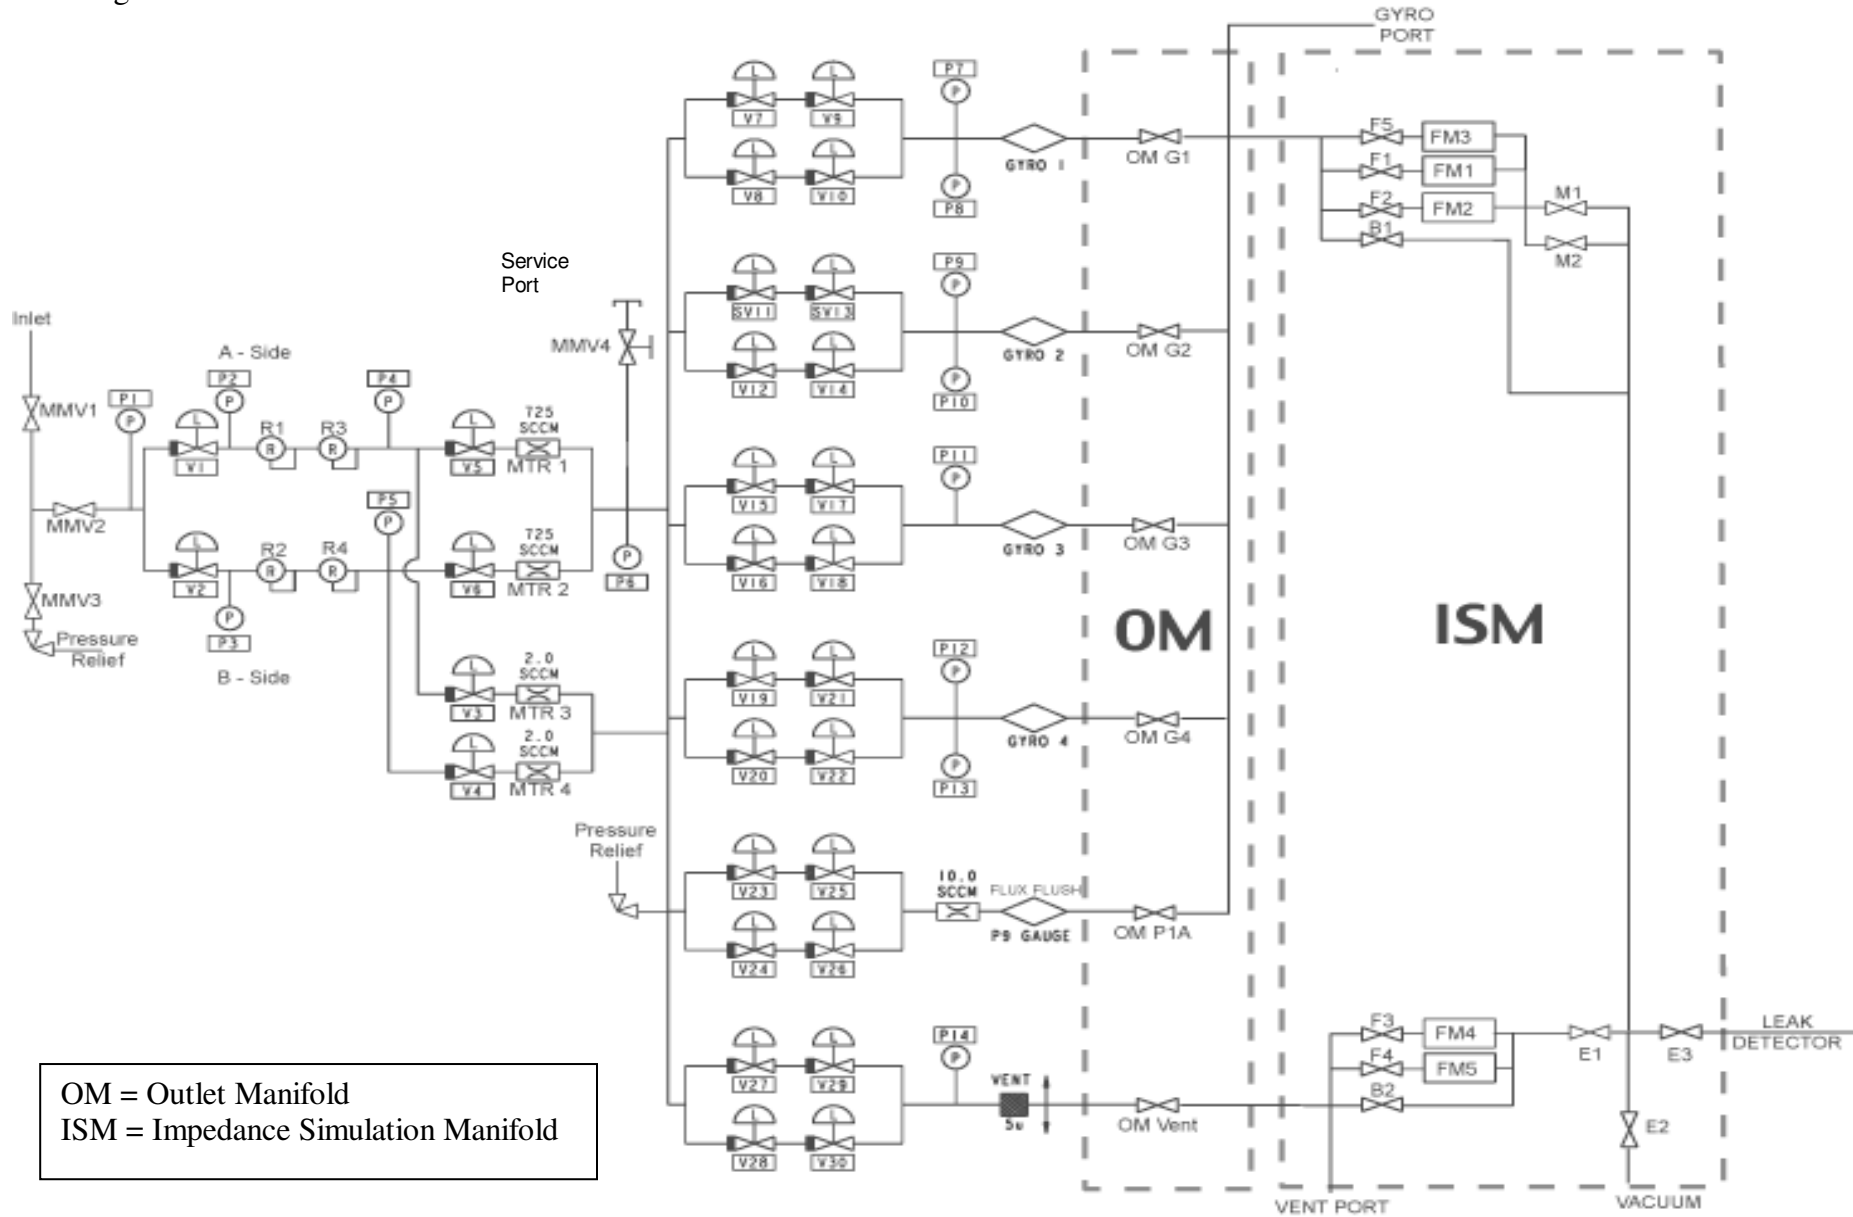 GYRO
PORT
P7
P
L
L
V7
V9
L
L
V8
V10
P
P8
GYRO 1
OM G1
F5
FM3
F1
FM1
F2
FM2
B1
M1
M2
Service
Port
MMV4
P
P6
L
L
SV11
SV13
L
L
V12
V14
P9
P
P
P10
GYRO 2
OM G2
Inlet
MMV1
MMV2
MMV3
Pressure
Relief
A - Side
P1
P
P2
P
L
V1
R1
R
R3
R
P4
P
L
V5
725
SCCM
MTR 1
L
V2
P
P3
B - Side
R2
R
R4
R
P5
P
L
V6
725
SCCM
MTR 2
L
V3
2.0
SCCM
MTR 3
L
V4
2.0
SCCM
MTR 4
L
L
V15
V17
L
L
V16
V18
P11
P
GYRO 3
OM G3
OM
ISM
L
L
V19
V21
L
L
V20
V22
P12
P
P
P13
GYRO 4
OM G4
Pressure
Relief
L
L
V23
V25
L
L
V24
V26
10.0
SCCM
FLUX FLUSH
P9 GAUGE
OM P1A
L
L
V27
V29
L
L
V28
V30
P14
P
VENT
5u
OM Vent
F3
FM4
F4
FM5
B2
E1
E3
LEAK
DETECTOR
E2
VENT PORT
VACUUM
OM = Outlet Manifold
ISM = Impedance Simulation Manifold